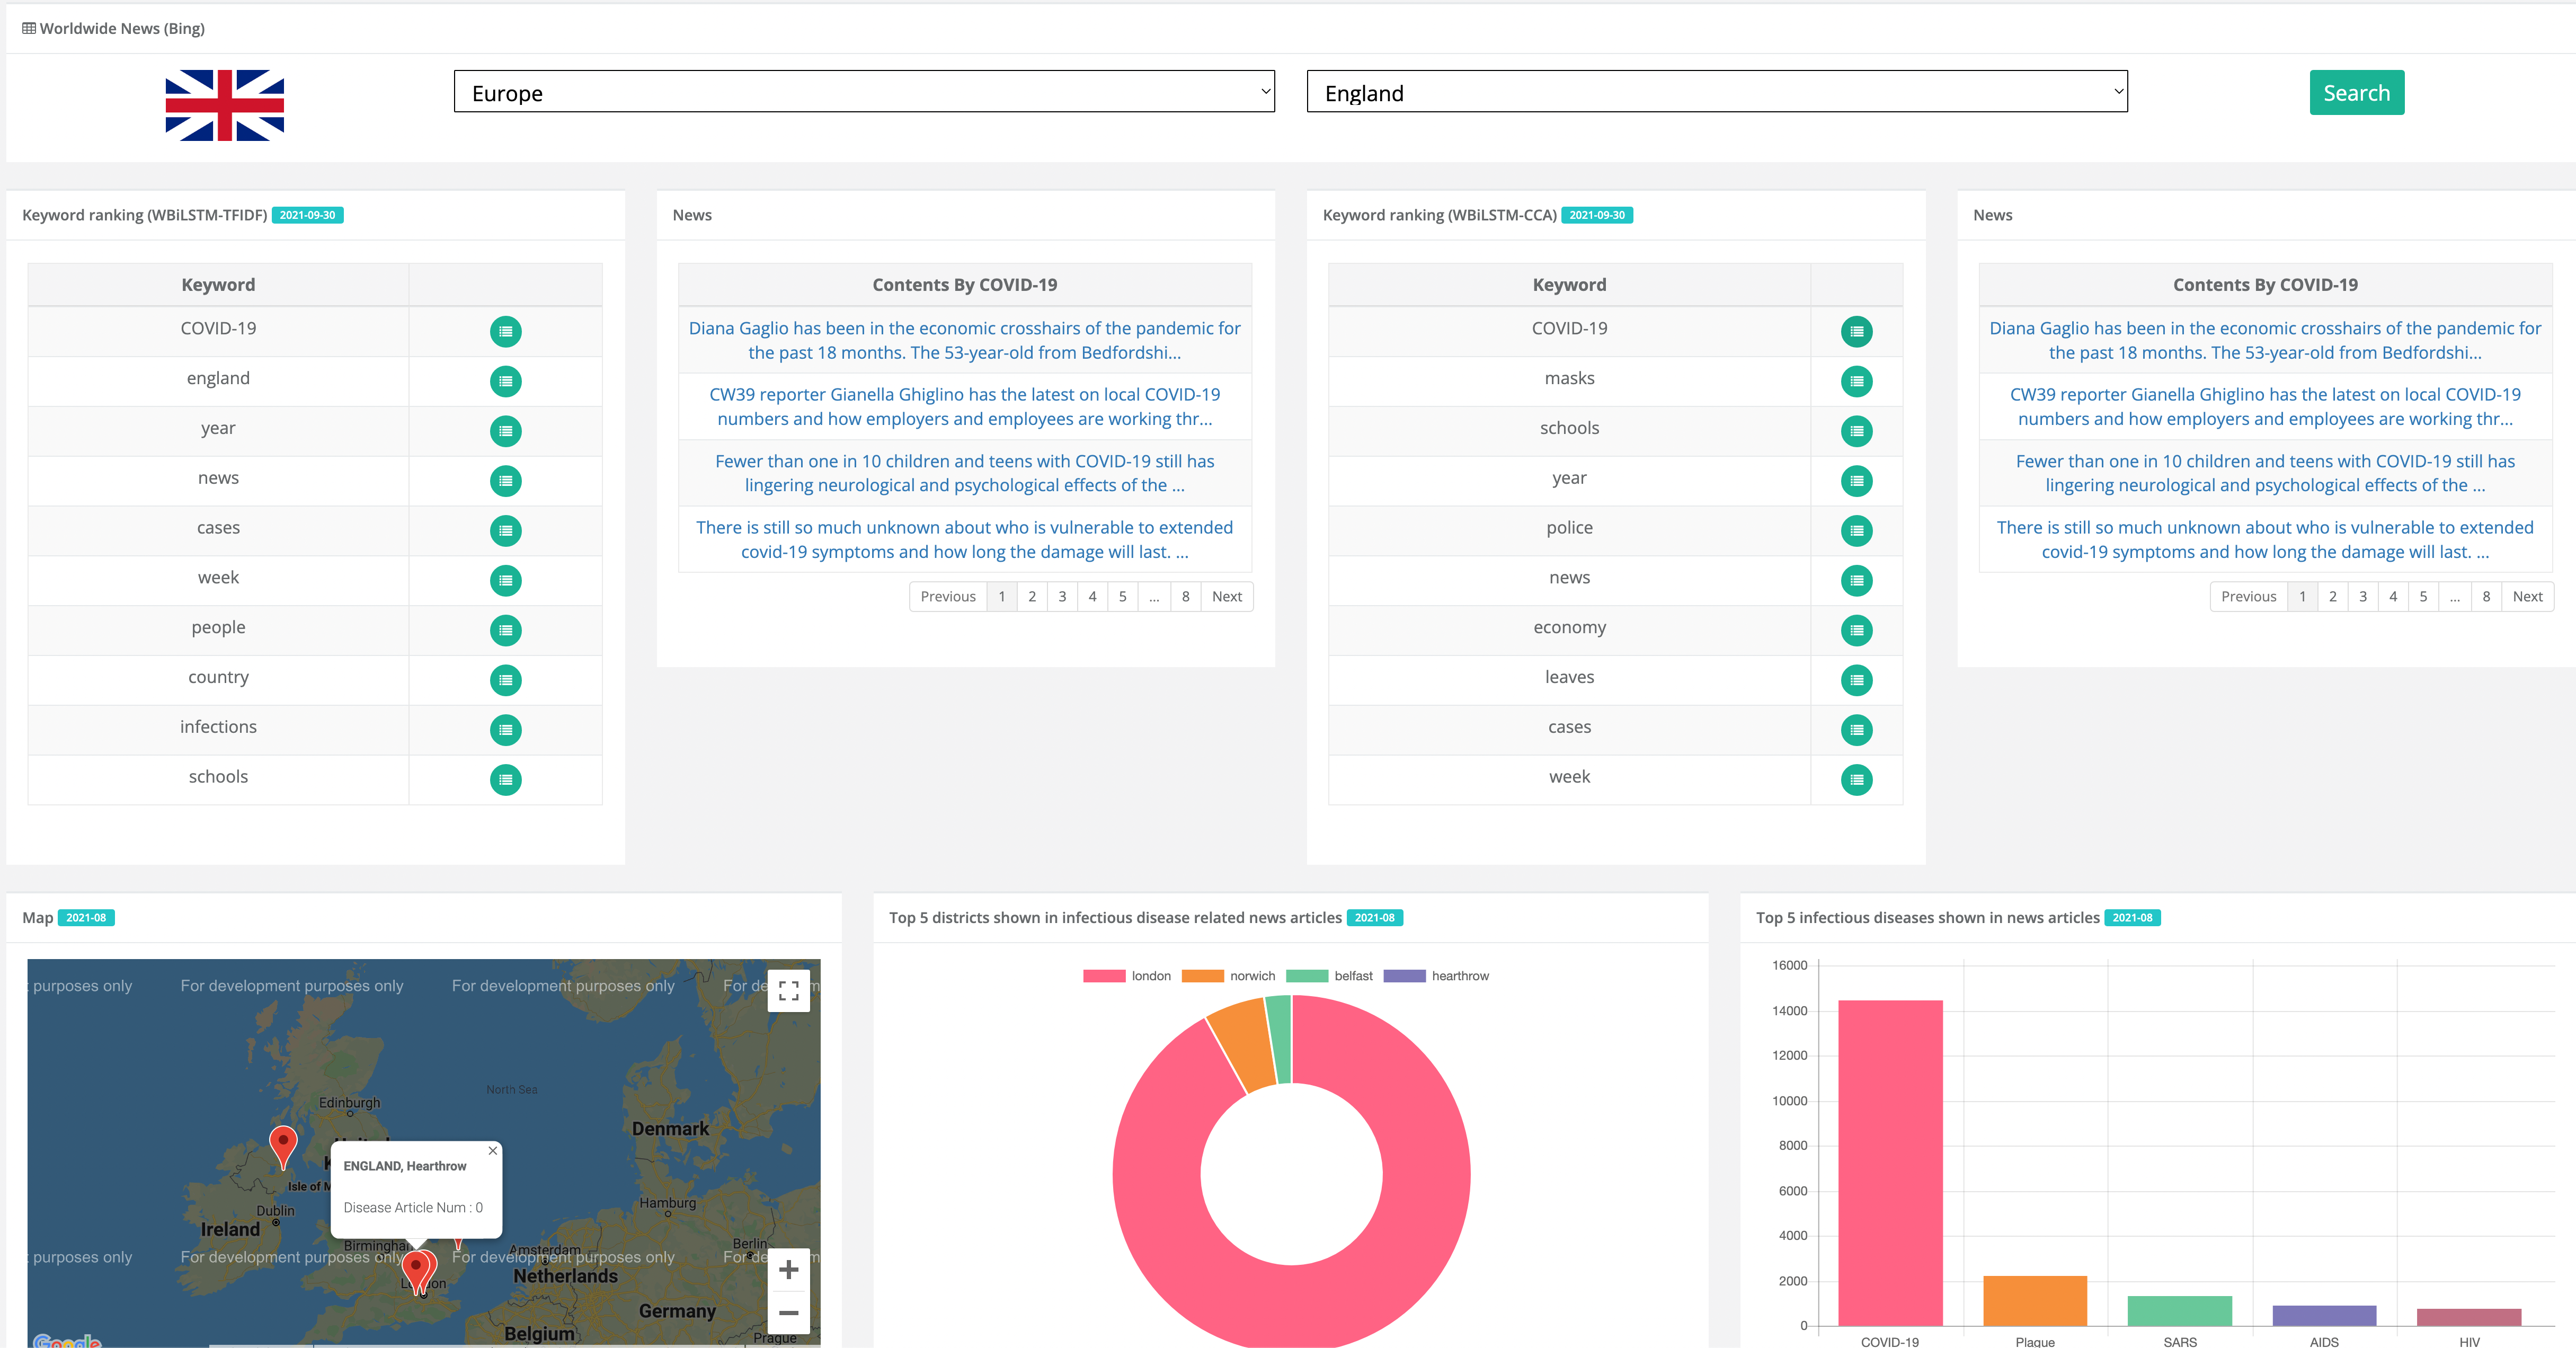 Worldwide News (Bing)
Europe
England
Search
Keyword ranking (WBiLSTM-TFIDF) 2021-09-30
Keyword
COVID-19
england
year
news
cases
week
people
country
infections
schools
News
Contents By COVID-19
Diana Gaglio has been in the economic crosshairs of the pandemic for
the past 18 months. The 53-year-old from Bedfordshi...
CW39 reporter Gianella Ghiglino has the latest on local COVID-19
numbers and how employers and employees are working thr...
Fewer than one in 10 children and teens with COVID-19 still has
lingering neurological and psychological effects of the ...
There is still so much unknown about who is vulnerable to extended
covid-19 symptoms and how long the damage will last. ...
Previous 1 2 3 4 5 ... 8 Next
Keyword ranking (WBiLSTM-CCA) 2021-09-30
Keyword
COVID-19
masks
schools
year
police
news
economy
leaves
cases
week
News
Contents By COVID-19
Diana Gaglio has been in the economic crosshairs of the pandemic for
the past 18 months. The 53-year-old from Bedfordshi...
CW39 reporter Gianella Ghiglino has the latest on local COVID-19
numbers and how employers and employees are working thr...
Fewer than one in 10 children and teens with COVID-19 still has
lingering neurological and psychological effects of the ...
There is still so much unknown about who is vulnerable to extended
covid-19 symptoms and how long the damage will last. ...
Previous 1 2 3 4 5 ... 8 Next
Map 2021-08
purposes only For development purposes only For development purposes only For de
North Sea
Edinburgh
Denmark
ENGLAND, Hearthrow
Disease Article Num : 0
Isle of M
Hamburg
Dublin
Ireland
Birmingham
Amsterdam
Berlin
purposes only For development purposes only For development purposes only For de
Netherlands
London
Germany
Belgium
Prague
Google
Top 5 districts shown in infectious disease related news articles 2021-08
london norwich belfast hearthrow
Top 5 infectious diseases shown in news articles 2021-08
16000
14000
12000
10000
8000
6000
4000
2000
0
COVID-19 Plague SARS AIDS HIV